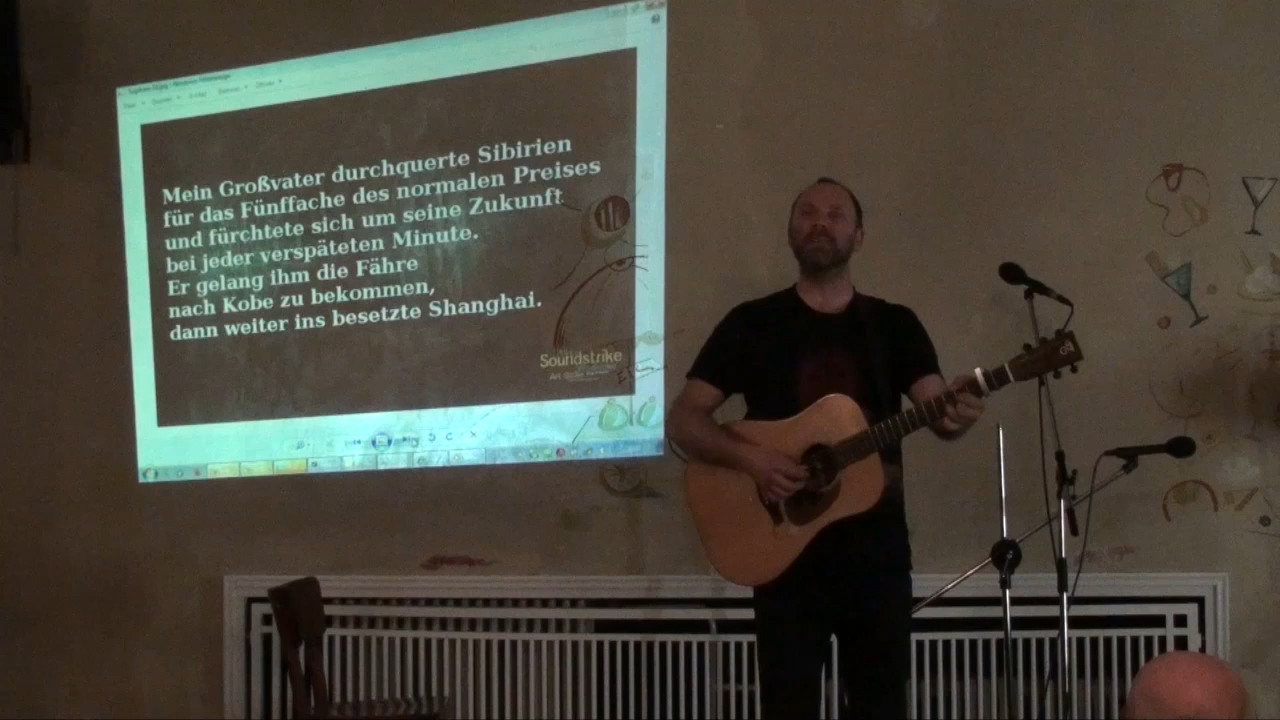 Mein Großvater durchquerte Sibirien
für das Fünffache des normalen Preises
und fürchtete sich um seine Zukunft
bei jeder verspäteten Minute.
Er gelang ihm die Fähre
nach Kobe zu bekommen,
dann weiter ins besetzte Shanghai.
Soundstrike